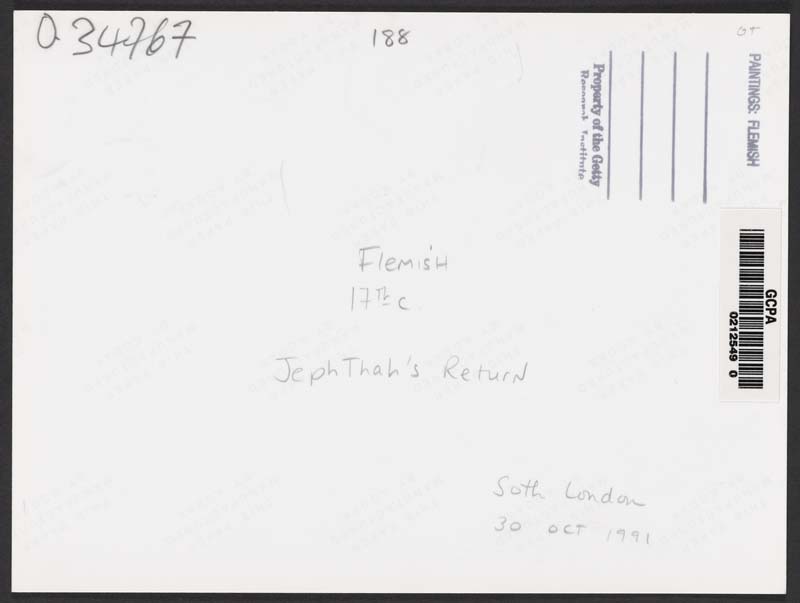 0 34767
188
OT
PAINTINGS: FLEMISH
Property of the Getty
Research Institute
GCPA
0212549 0
Flemish
17th c.
JephThah's Return
Soth London
30 OCT 1991